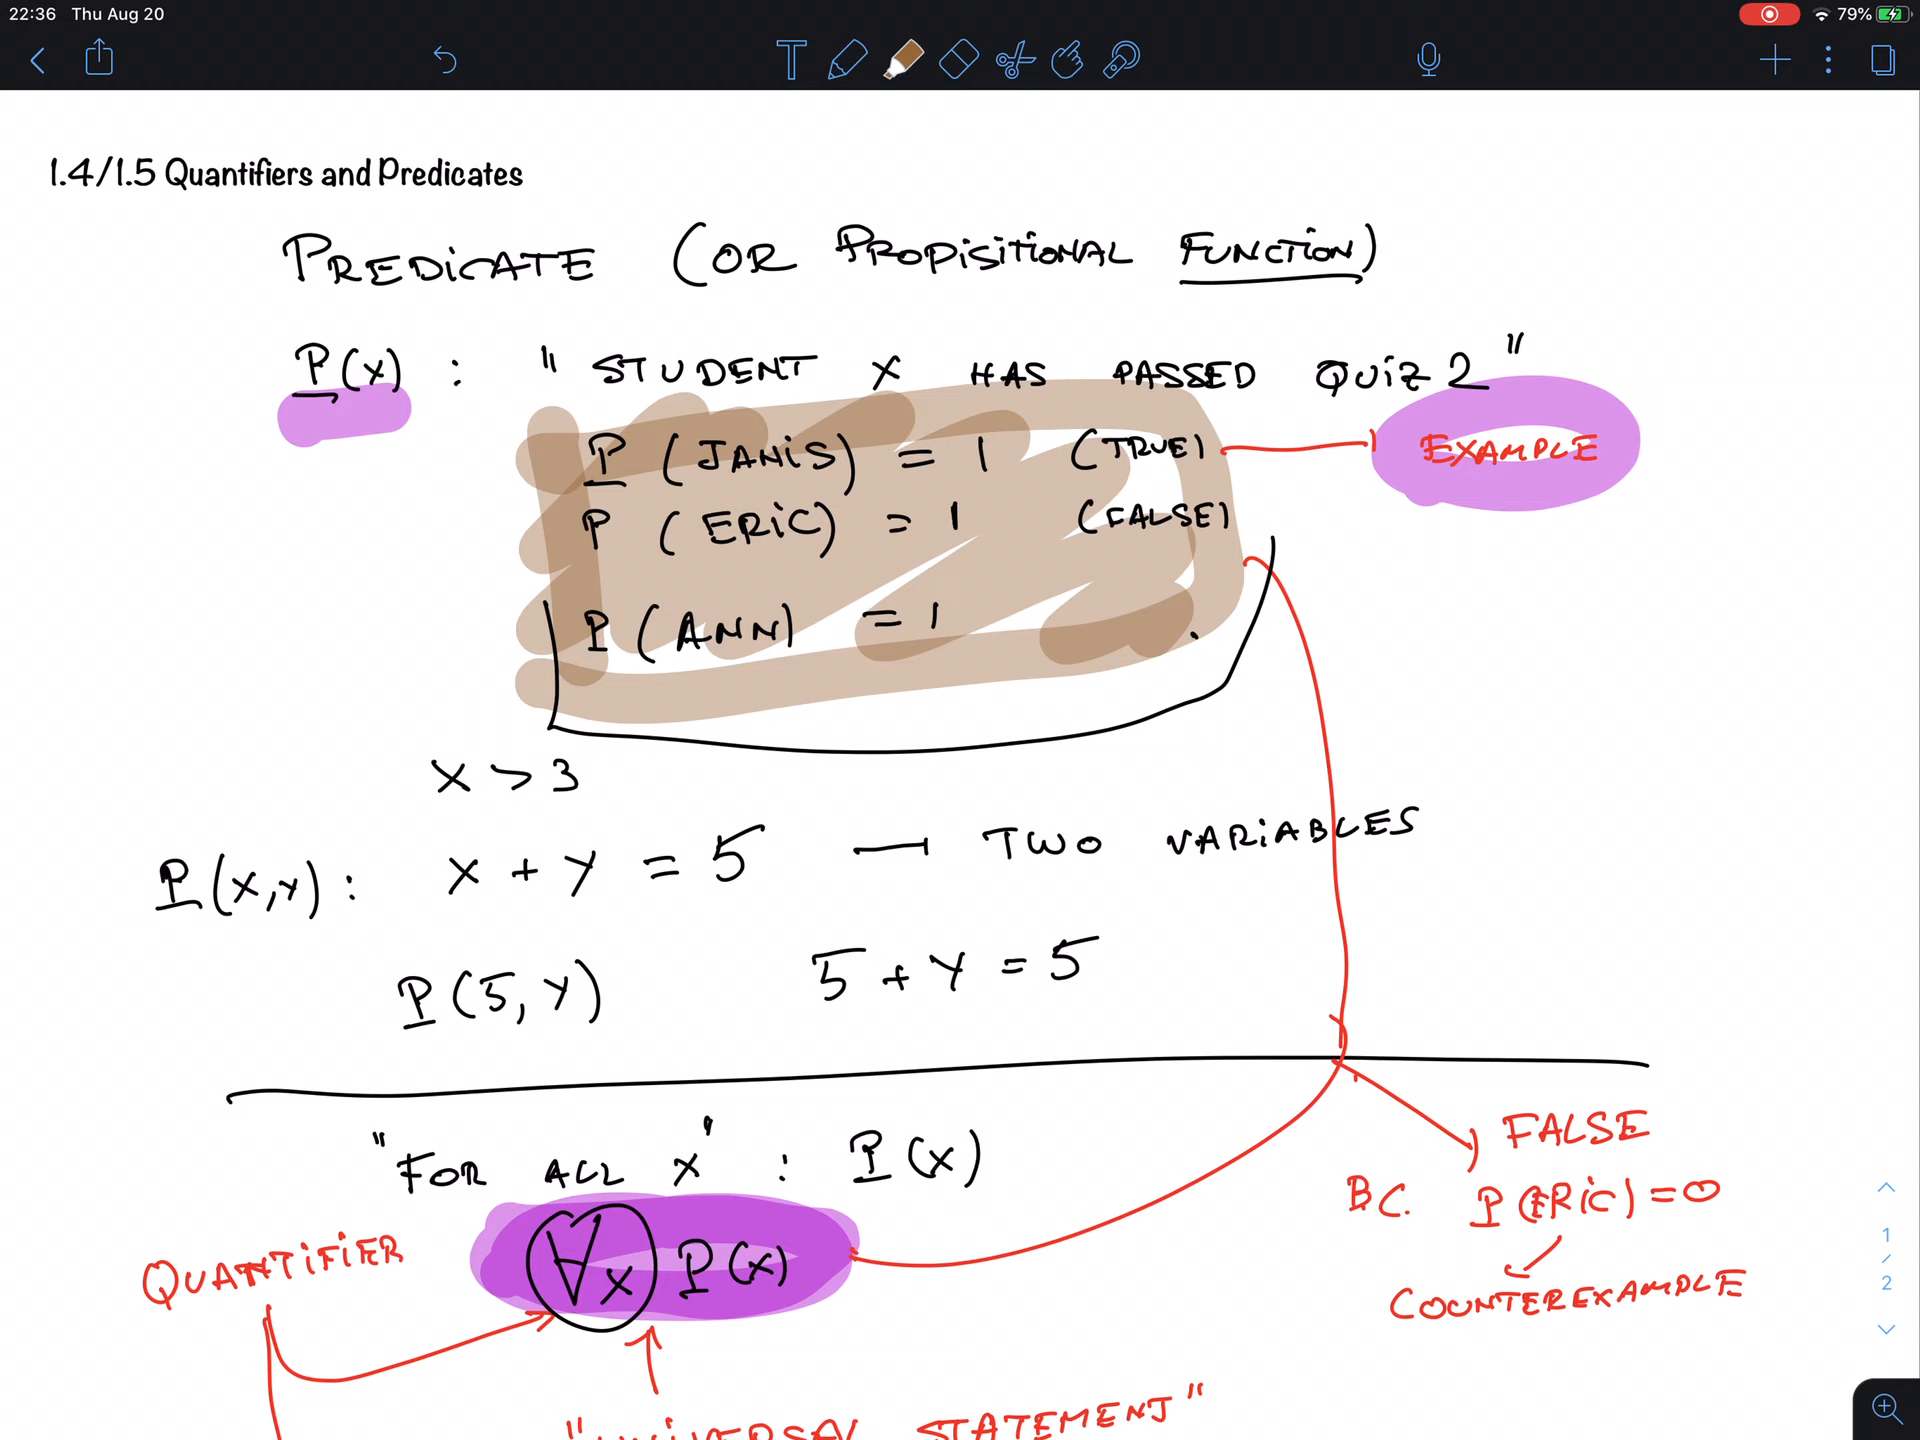 22:36 Thu Aug 20
79%
1.4/1.5 Quantifiers and Predicates
PREDICATE (OR PROPISITIONAL FUNCTION)
P(X) : "STUDENT X HAS PASSED QUIZ 2"
P (JANIS) = 1 (TRUE) EXAMPLE
P (ERIC) = 1 (FALSE)
P (ANN) = 1
X > 3
P(X,Y) : X + Y = 5 — TWO VARIABLES
P(5, Y) 5 + Y = 5
"FOR ALL X" : P(X)
FALSE
B C. P(ERIC) = 0
COUNTEREXAMPLE
QUANTIFIER
∀x P(x)
"UNIVERSAL STATEMENT"
1
/
2